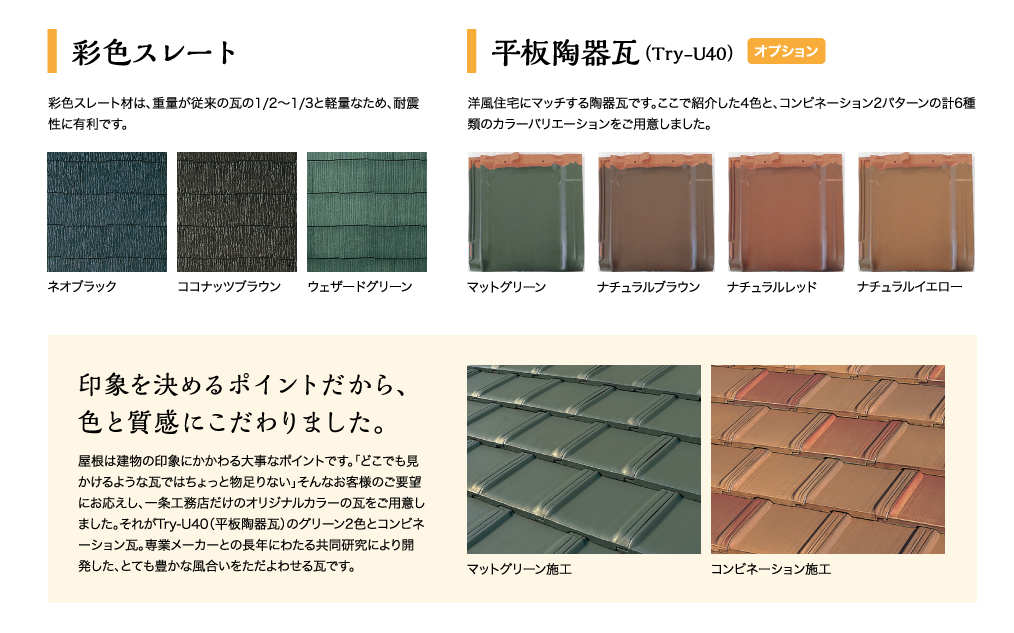 彩色スレート
彩色スレート材は、重量が従来の瓦の1/2〜1/3と軽量なため、耐震
性に有利です。
ネオブラック
ココナッツブラウン
ウェザードグリーン
平板陶器瓦（Try-U40） オプション
洋風住宅にマッチする陶器瓦です。ここで紹介した4色と、コンビネーション2パターンの計6種
類のカラーバリエーションをご用意しました。
マットグリーン
ナチュラルブラウン
ナチュラルレッド
ナチュラルイエロー
印象を決めるポイントだから、
色と質感にこだわりました。
屋根は建物の印象にかかわる大事なポイントです。「どこでも見
かけるような瓦ではちょっと物足りない」そんなお客様のご要望
にお応えし、一条工務店だけのオリジナルカラーの瓦をご用意し
ました。それがTry-U40（平板陶器瓦）のグリーン2色とコンビネ
ーション瓦。専業メーカーとの長年にわたる共同研究により開
発した、とても豊かな風合いをただよわせる瓦です。
マットグリーン施工
コンビネーション施工